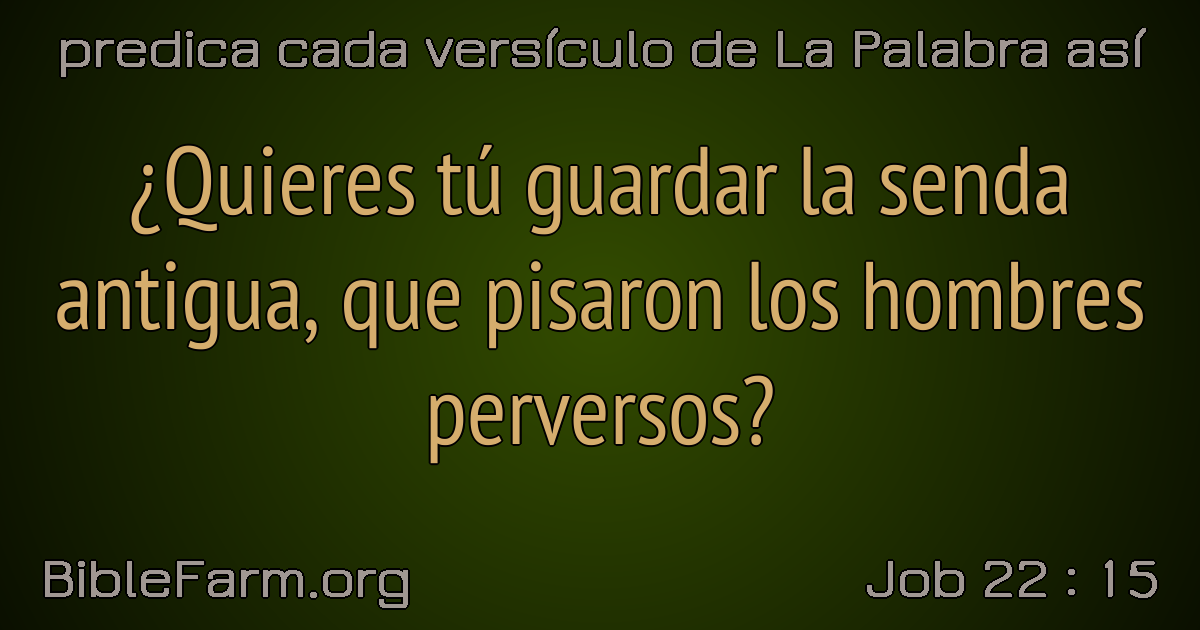 predica cada versículo de La Palabra así
¿Quieres tú guardar la senda
antigua, que pisaron los hombres
perversos?
BibleFarm.org
Job 22 : 15